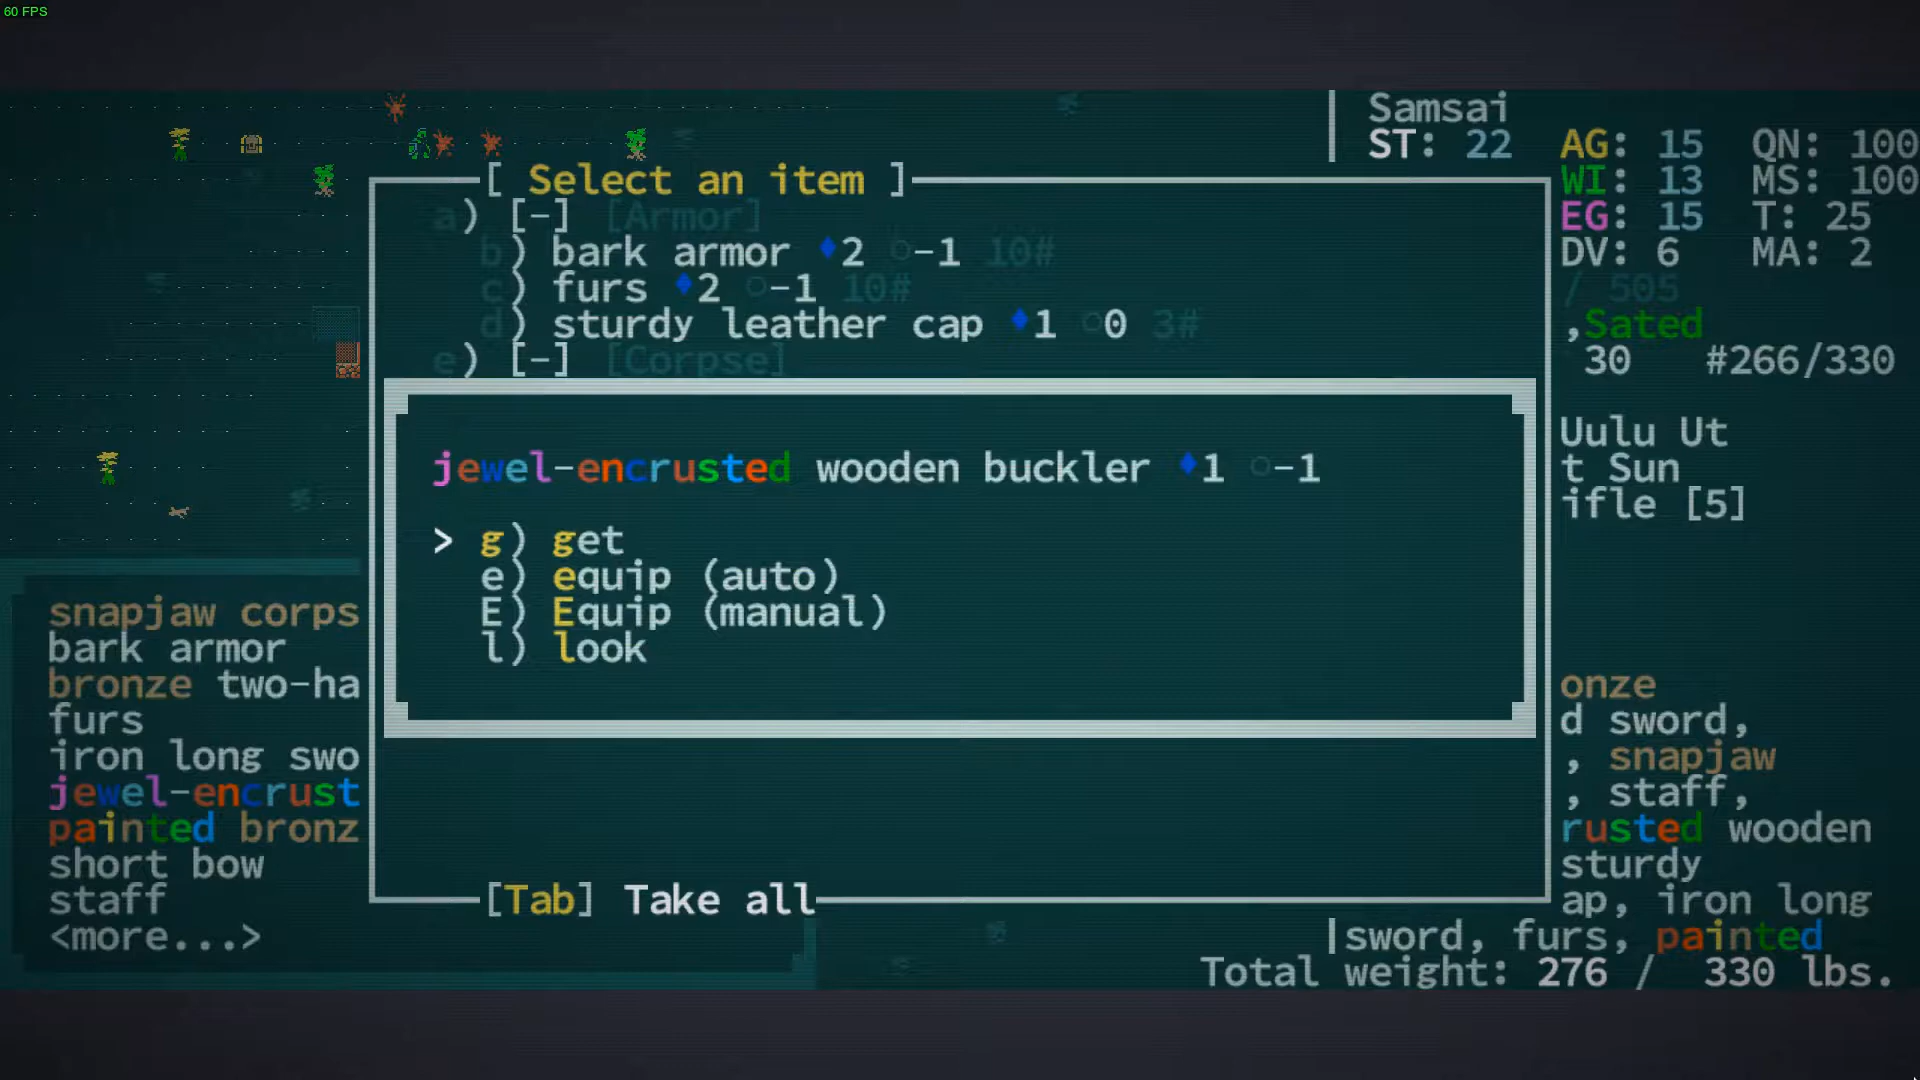 60 FPS
Samsai
ST: 22 AG: 15 QN: 100
WI: 13 MS: 100
EG: 15 T: 25
DV: 6 MA: 2
/ 505
,Sated
30 #266/330
Uulu Ut
t Sun
ifle [5]
[ Select an item ]
a) [-] [Armor]
b) bark armor ♦2 ○-1 10#
c) furs ♦2 ○-1 10#
d) sturdy leather cap ♦1 ○0 3#
e) [-] [Corpse]
jewel-encrusted wooden buckler ♦1 ○-1
> g) get
e) equip (auto)
E) Equip (manual)
l) look
[Tab] Take all
snapjaw corps
bark armor
bronze two-ha
furs
iron long swo
jewel-encrust
painted bronz
short bow
staff
<more...>
onze
d sword,
, snapjaw
, staff,
rusted wooden
sturdy
ap, iron long
sword, furs, painted
Total weight: 276 / 330 lbs.